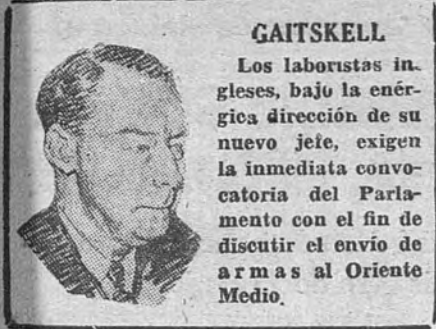 GAITSKELL
Los laboristas in-
gleses, bajo la enér-
gica dirección de su
nuevo jefe, exigen
la inmediata convo-
catoria del Parla-
mento con el fin de
discutir el envío de
armas al Oriente
Medio.